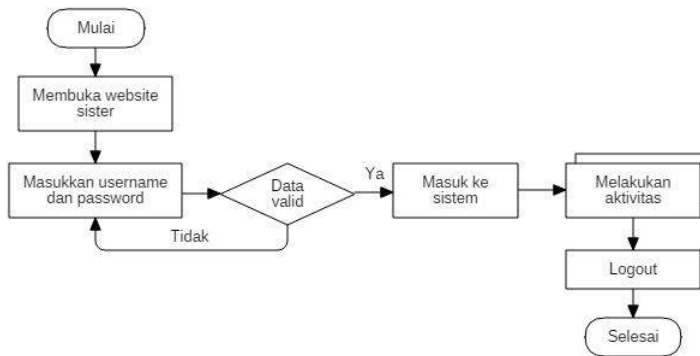 Mulai
Membuka website
sister
Masukkan username
dan password
Data
valid
Ya
Tidak
Masuk ke
sistem
Melakukan
aktivitas
Logout
Selesai